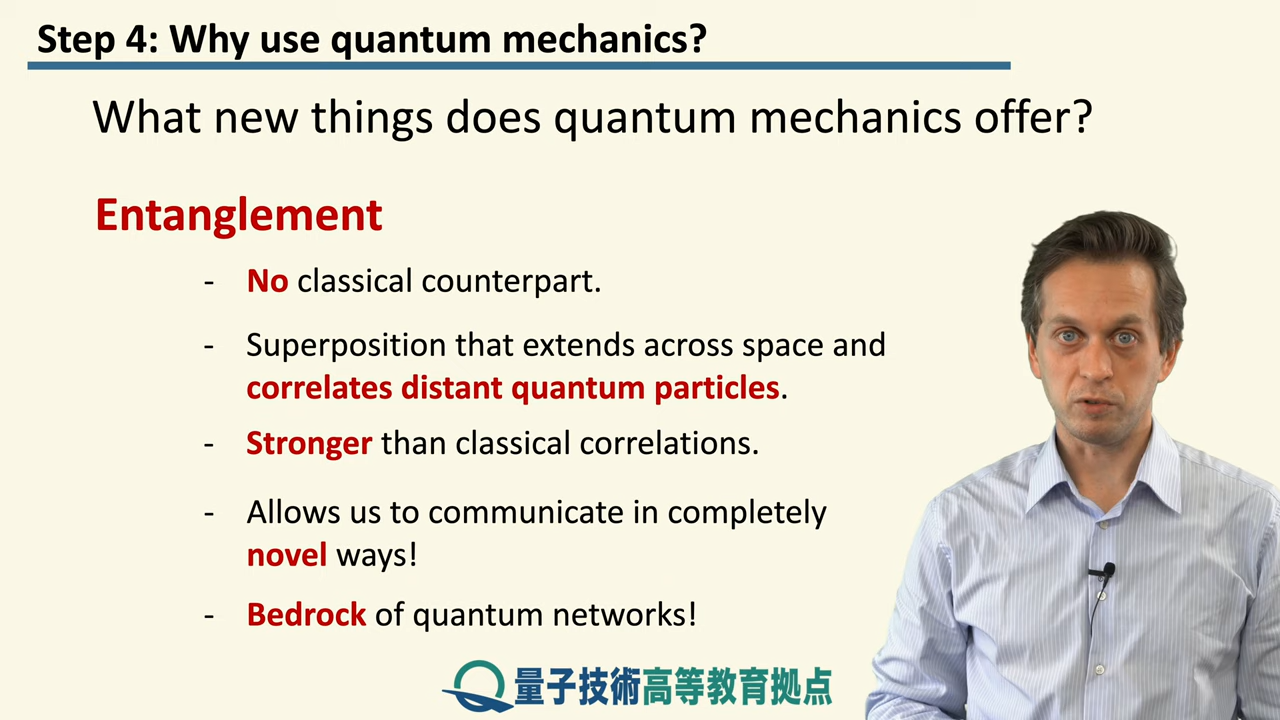 Step 4: Why use quantum mechanics?
What new things does quantum mechanics offer?
Entanglement
- No classical counterpart.
- Superposition that extends across space and
correlates distant quantum particles.
- Stronger than classical correlations.
- Allows us to communicate in completely
novel ways!
- Bedrock of quantum networks!
量子技術高等教育拠点